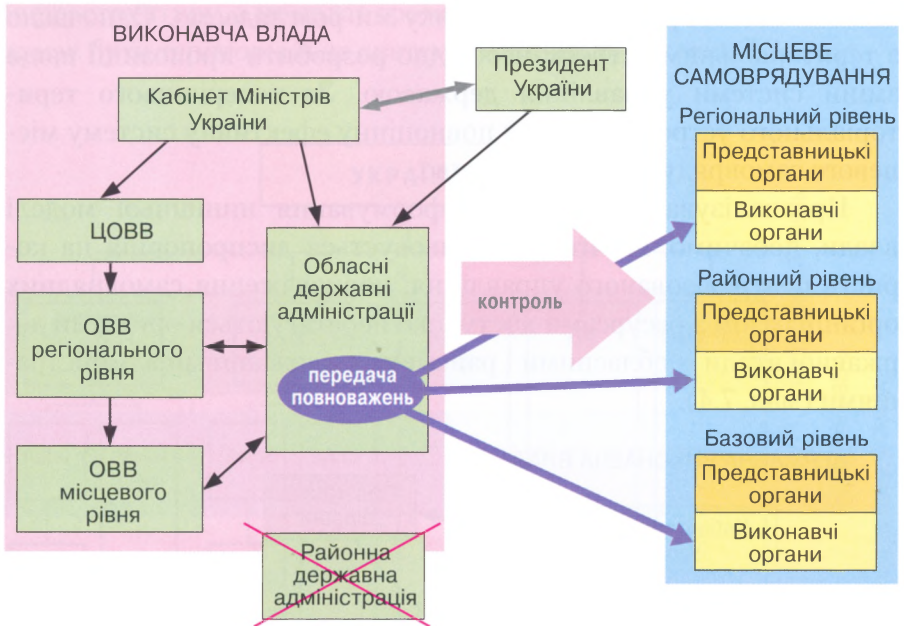 ВИКОНАВЧА ВЛАДА
Кабінет Міністрів
України
Президент
України
ЦОВВ
ОВВ
регіонального
рівня
ОВВ
місцевого
рівня
Обласні
державні
адміністрації
передача
повноважень
Районна
державна
адміністрація
контроль
МІСЦЕВЕ
САМОВРЯДУВАННЯ
Регіональний рівень
Представницькі
органи
Виконавчі
органи
Районний рівень
Представницькі
органи
Виконавчі
органи
Базовий рівень
Представницькі
органи
Виконавчі
органи